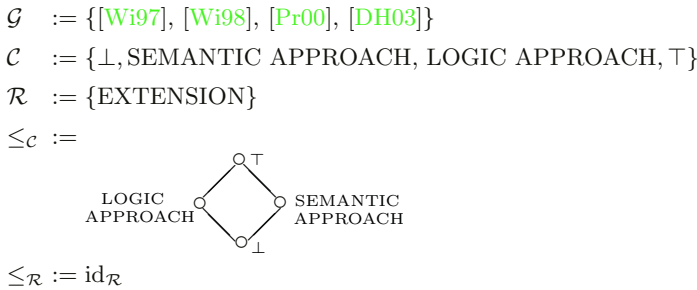 𝒢 := {[Wi97], [Wi98], [Pr00], [DH03]}
𝒞 := {⊥, SEMANTIC APPROACH, LOGIC APPROACH, ⊤}
ℛ := {EXTENSION}
≤𝒞 :=
⊤
LOGIC APPROACH
SEMANTIC APPROACH
⊥
≤ℛ := idℛ